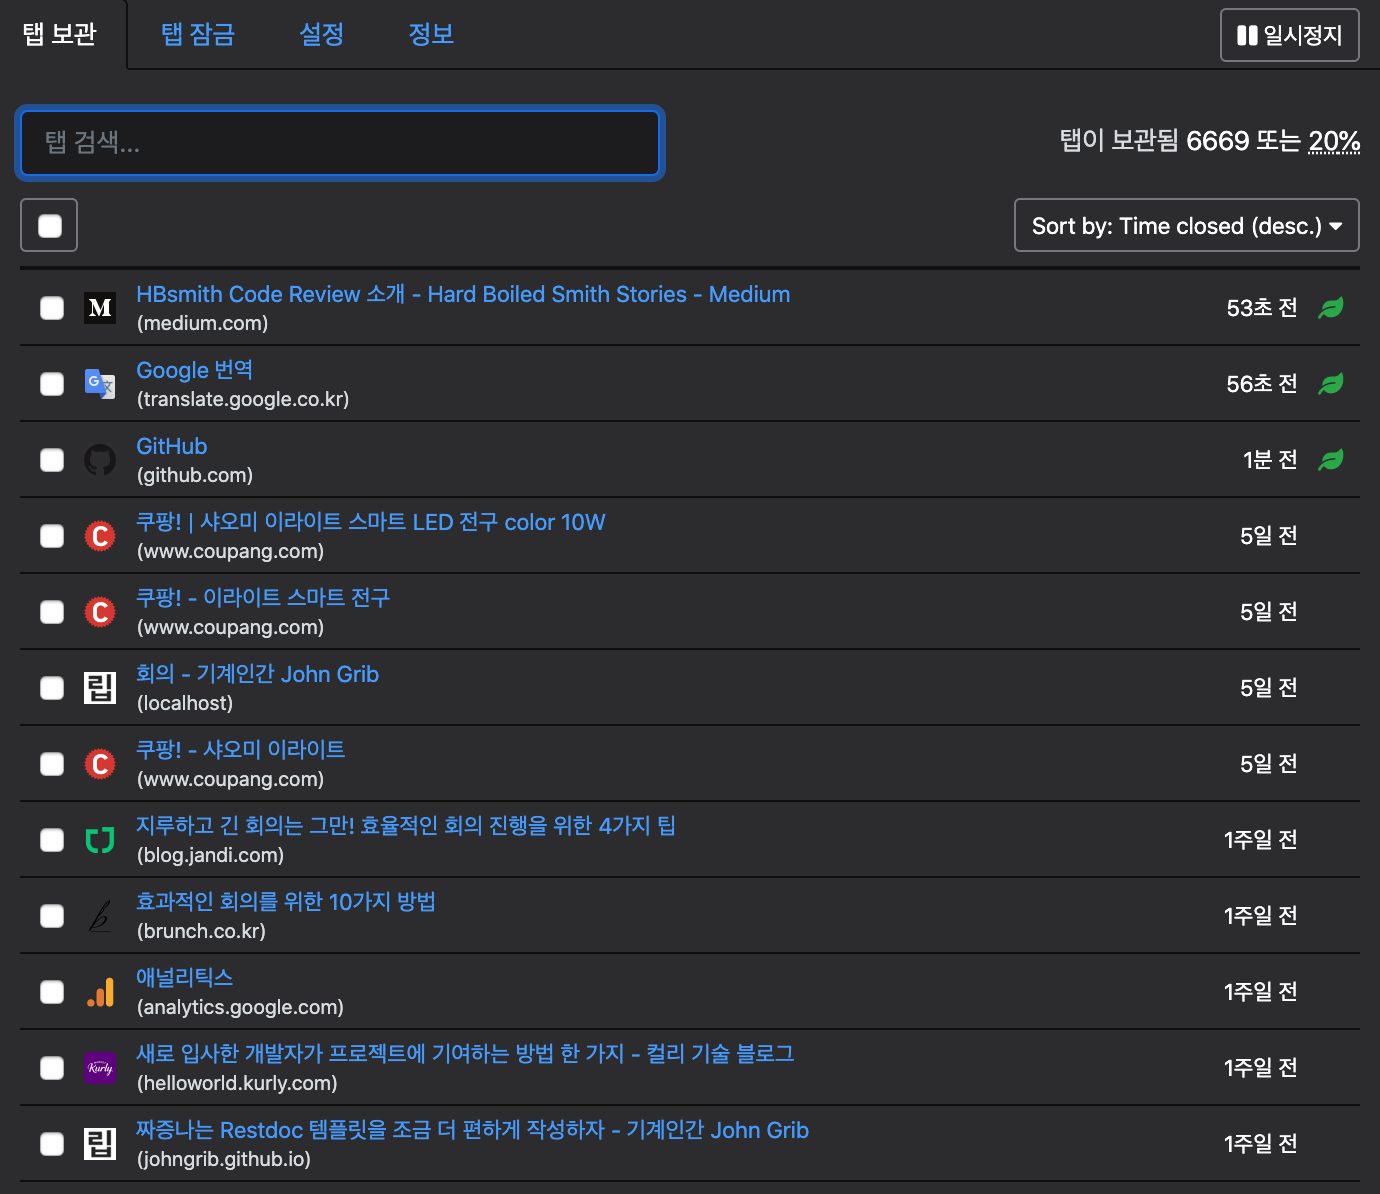 탭 보관 탭 잠금 설정 정보 일시정지
탭 검색...
탭이 보관됨 6669 또는 20%
Sort by: Time closed (desc.)
HBsmith Code Review 소개 - Hard Boiled Smith Stories - Medium
(medium.com)
53초 전
Google 번역
(translate.google.co.kr)
56초 전
GitHub
(github.com)
1분 전
쿠팡! | 샤오미 이라이트 스마트 LED 전구 color 10W
(www.coupang.com)
5일 전
쿠팡! - 이라이트 스마트 전구
(www.coupang.com)
5일 전
립
회의 - 기계인간 John Grib
(localhost)
5일 전
쿠팡! - 샤오미 이라이트
(www.coupang.com)
5일 전
지루하고 긴 회의는 그만! 효율적인 회의 진행을 위한 4가지 팁
(blog.jandi.com)
1주일 전
효과적인 회의를 위한 10가지 방법
(brunch.co.kr)
1주일 전
애널리틱스
(analytics.google.com)
1주일 전
Kurly
새로 입사한 개발자가 프로젝트에 기여하는 방법 한 가지 - 컬리 기술 블로그
(helloworld.kurly.com)
1주일 전
립
짜증나는 Restdoc 템플릿을 조금 더 편하게 작성하자 - 기계인간 John Grib
(johngrib.github.io)
1주일 전